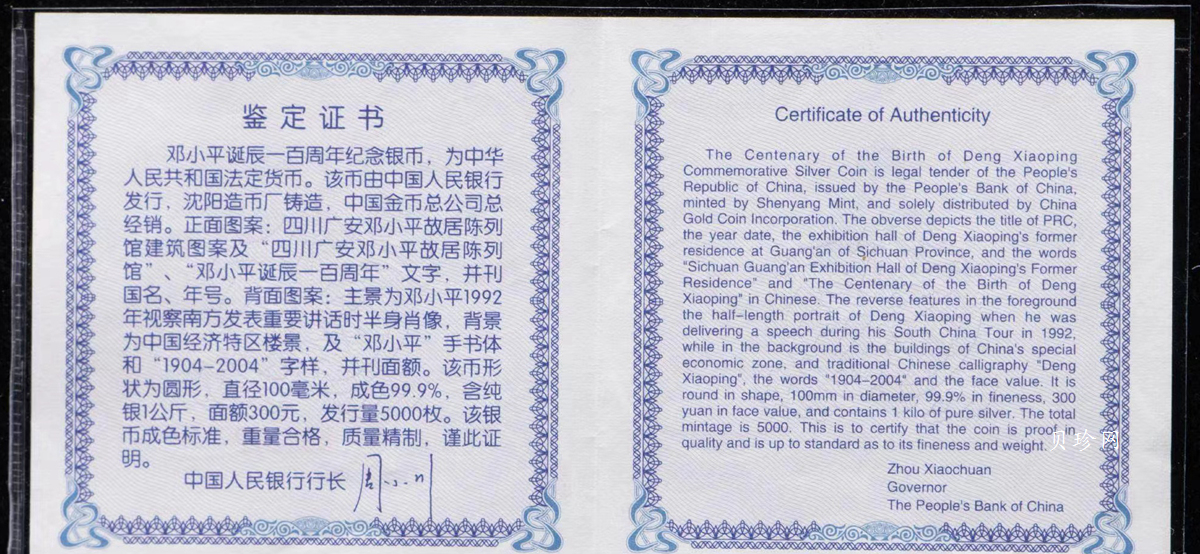 鉴定证书
邓小平诞辰一百周年纪念银币，为中华
人民共和国法定货币。该币由中国人民银行
发行，沈阳造币厂铸造，中国金币总公司总
经销。正面图案：四川广安邓小平故居陈列
馆建筑图案及“四川广安邓小平故居陈列
馆”、“邓小平诞辰一百周年”文字，并刊
国名、年号。背面图案：主景为邓小平1992
年视察南方发表重要讲话时半身肖像，背景
为中国经济特区楼景，及“邓小平”手书体
和“1904-2004”字样，并刊面额。该币形
状为圆形，直径100毫米，成色99.9%，含纯
银1公斤，面额300元，发行量5000枚。该银
币成色标准，重量合格，质量精制，谨此证
明。
中国人民银行行长 周小川
Certificate of Authenticity
The Centenary of the Birth of Deng Xiaoping
Commemorative Silver Coin is legal tender of the People's
Republic of China, issued by the People's Bank of China,
minted by Shenyang Mint, and solely distributed by China
Gold Coin Incorporation. The obverse depicts the title of PRC,
the year date, the exhibition hall of Deng Xiaoping's former
residence at Guang'an of Sichuan Province, and the words
"Sichuan Guang'an Exhibition Hall of Deng Xiaoping's Former
Residence" and "The Centenary of the Birth of Deng
Xiaoping" in Chinese. The reverse features in the foreground
the half-length portrait of Deng Xiaoping when he was
delivering a speech during his South China Tour in 1992,
while in the background is the buildings of China's special
economic zone, and traditional Chinese calligraphy "Deng
Xiaoping", the words "1904-2004" and the face value. It is
round in shape, 100mm in diameter, 99.9% in fineness, 300
yuan in face value, and contains 1 kilo of pure silver. The total
mintage is 5000. This is to certify that the coin is proof in
quality and is up to standard as to its fineness and weight.
贝珍网
Zhou Xiaochuan
Governor
The People's Bank of China